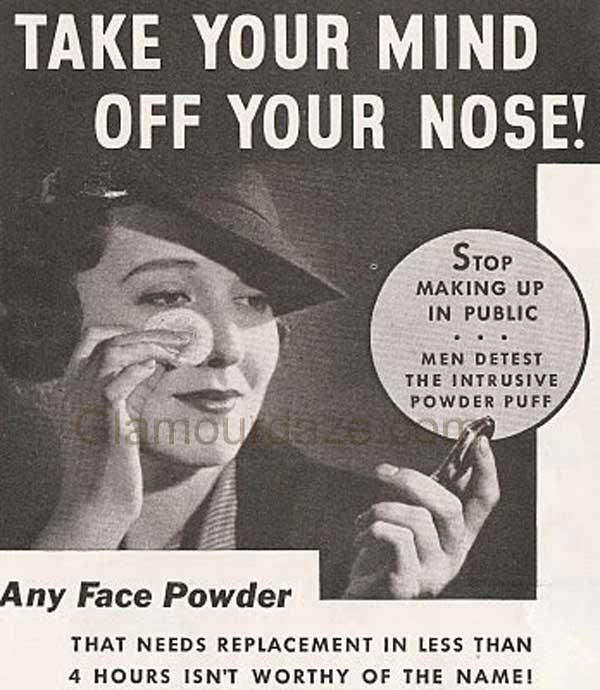 TAKE YOUR MIND
OFF YOUR NOSE!
STOP
MAKING UP
IN PUBLIC
. . .
MEN DETEST
THE INTRUSIVE
POWDER PUFF
Glamourdaze.com
Any Face Powder
THAT NEEDS REPLACEMENT IN LESS THAN
4 HOURS ISN'T WORTHY OF THE NAME!